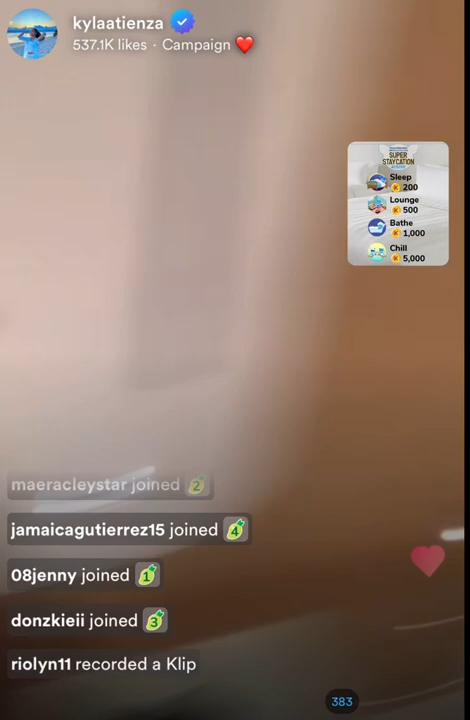 kylaatienza
537.1K likes · Campaign ❤️
SUPER
STAYCATION
Sleep
200
Lounge
500
Bathe
1,000
Chill
5,000
maeracleystar joined 2
jamaicagutierrez15 joined 4
08jenny joined 1
donzkieii joined 3
riolyn11 recorded a Klip
383